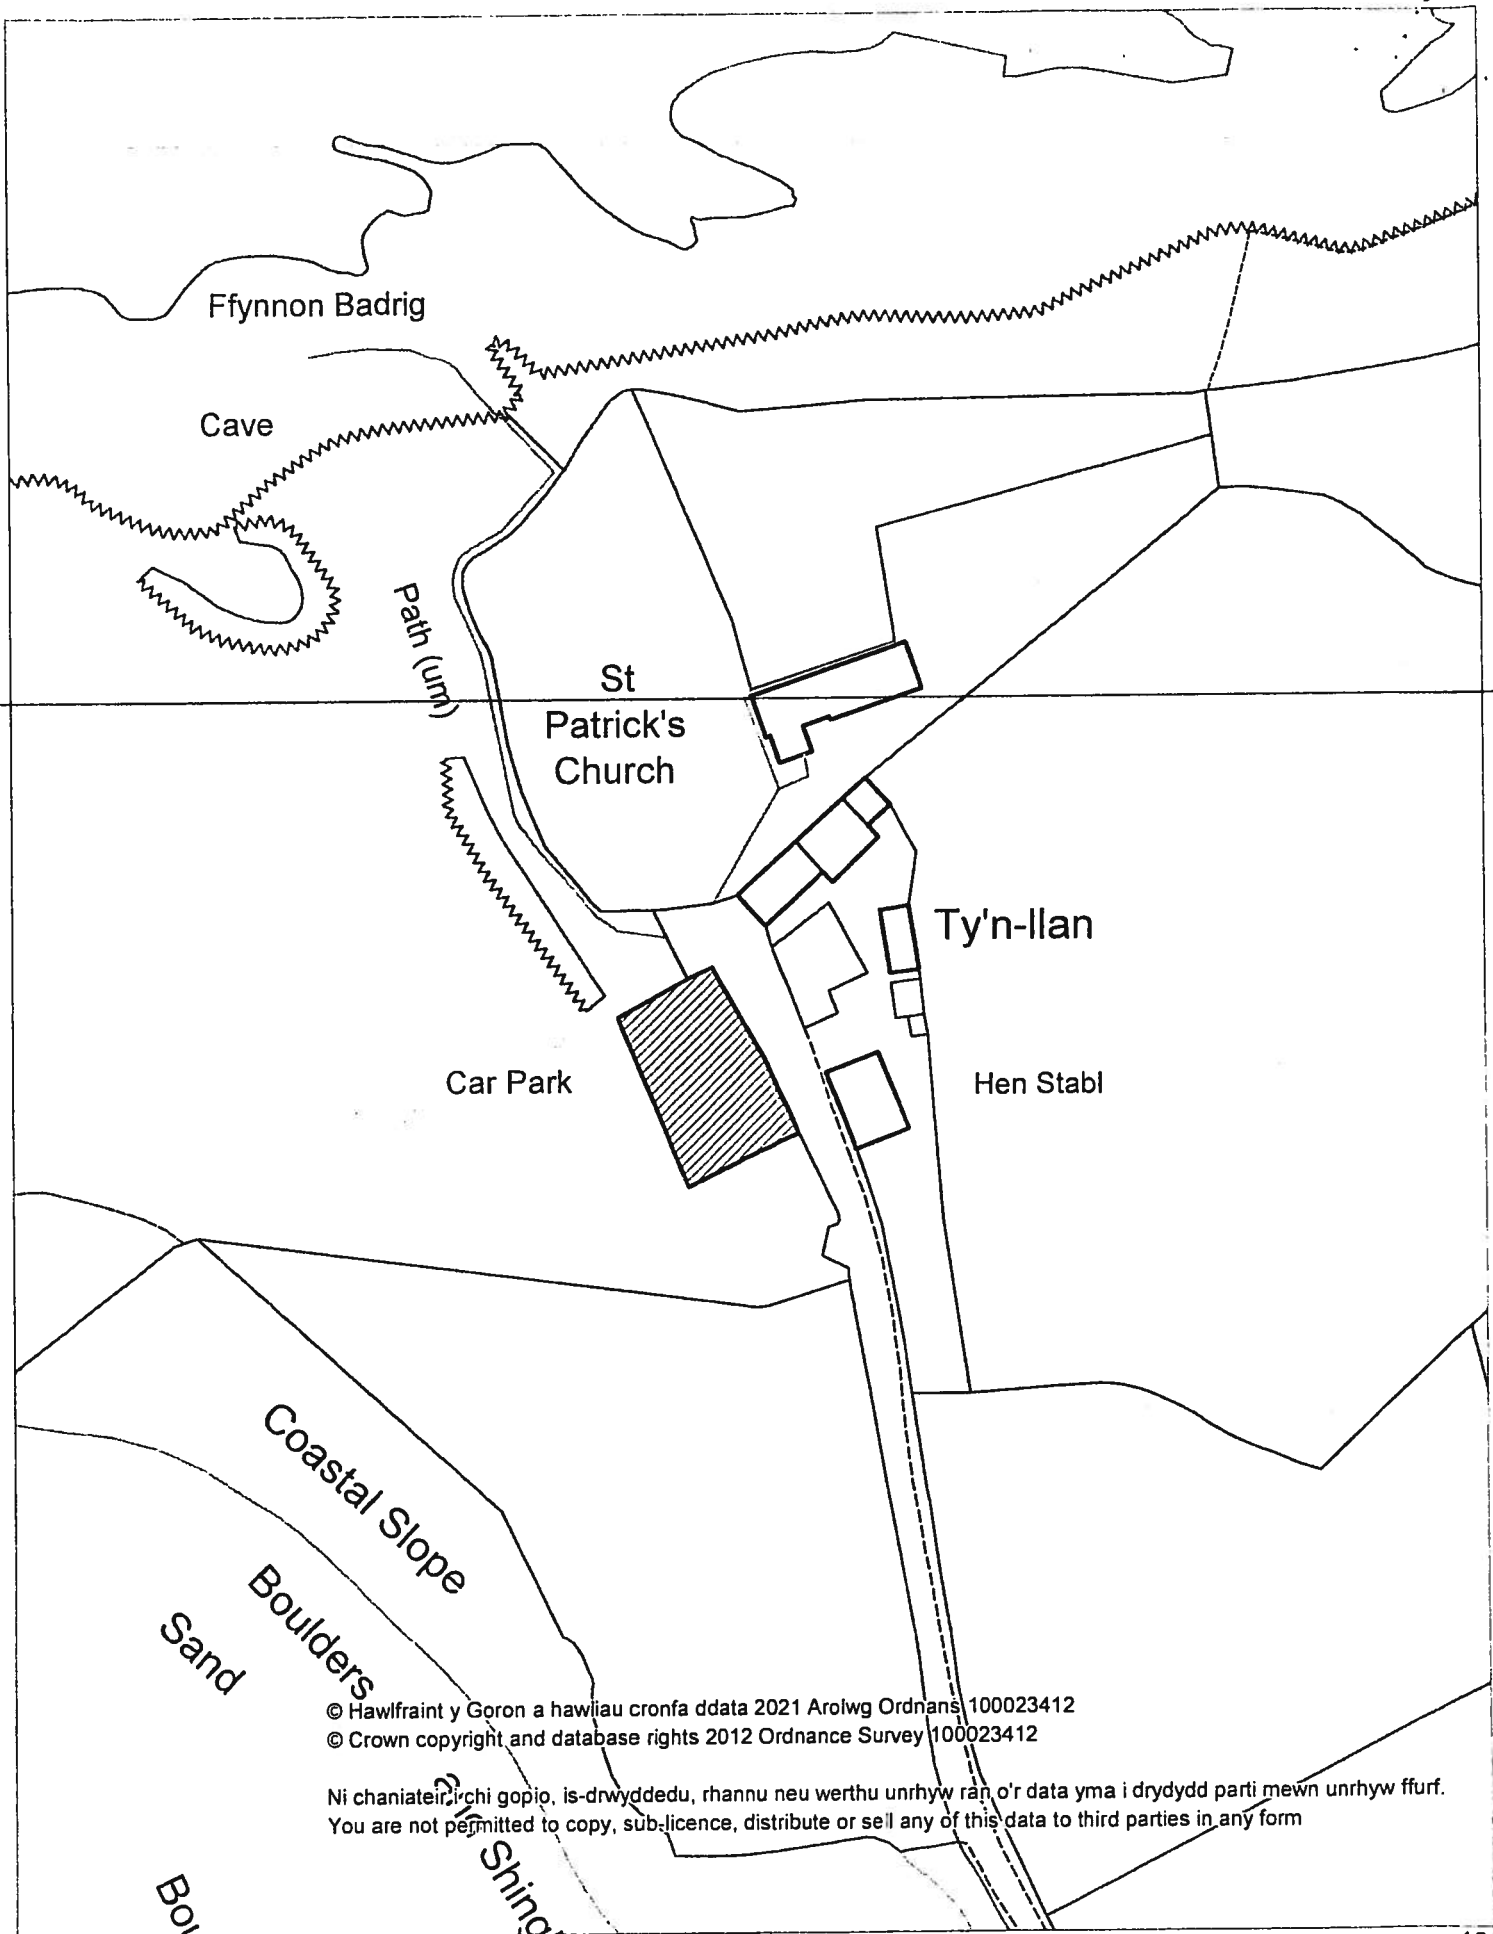 Ffynnon Badrig
Cave
Path (um)
St
Patrick's
Church
Ty'n-llan
Car Park
Hen Stabl
Coastal Slope
Boulders
Sand
© Hawlfraint y Goron a hawliau cronfa ddata 2021 Arolwg Ordnans 100023412
© Crown copyright and database rights 2012 Ordnance Survey 100023412
Ni chaniateir i chi gopio, is-drwyddedu, rhannu neu werthu unrhyw ran o'r data yma i drydydd parti mewn unrhyw ffurf.
You are not permitted to copy, sub-licence, distribute or sell any of this data to third parties in any form